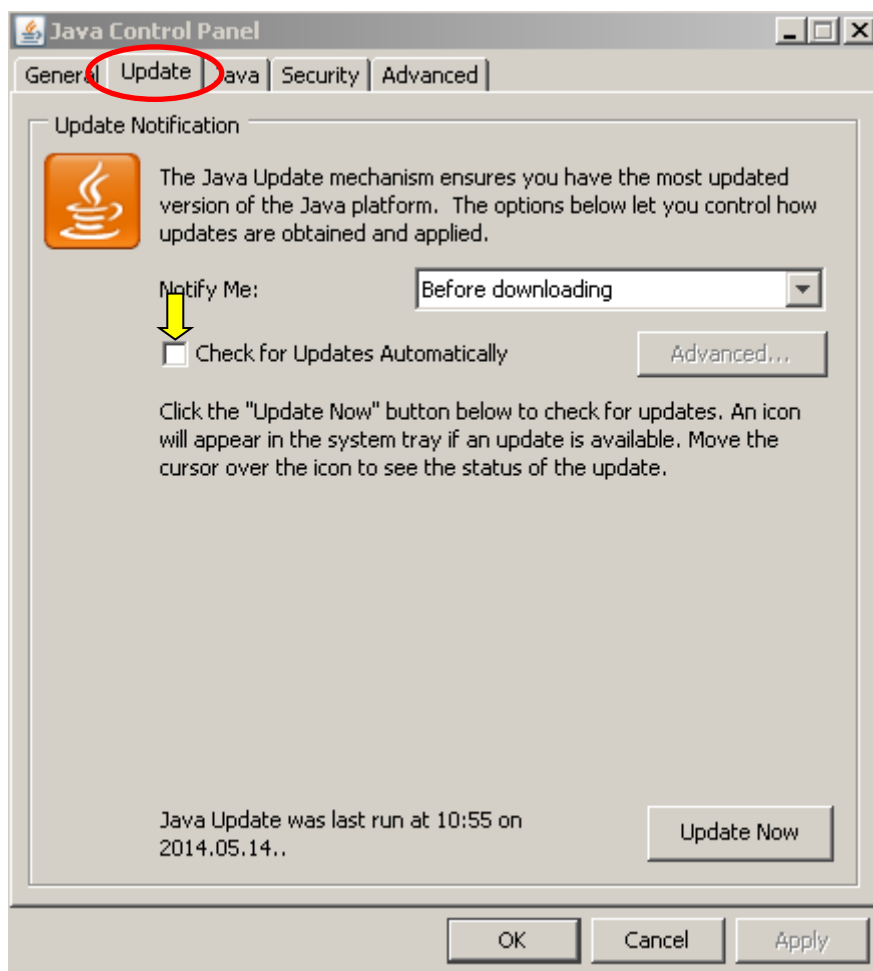 Java Control Panel
General Update Java Security Advanced
Update Notification
The Java Update mechanism ensures you have the most updated
version of the Java platform. The options below let you control how
updates are obtained and applied.
Notify Me: Before downloading
Check for Updates Automatically Advanced...
Click the "Update Now" button below to check for updates. An icon
will appear in the system tray if an update is available. Move the
cursor over the icon to see the status of the update.
Java Update was last run at 10:55 on
2014.05.14..
Update Now
OK Cancel Apply